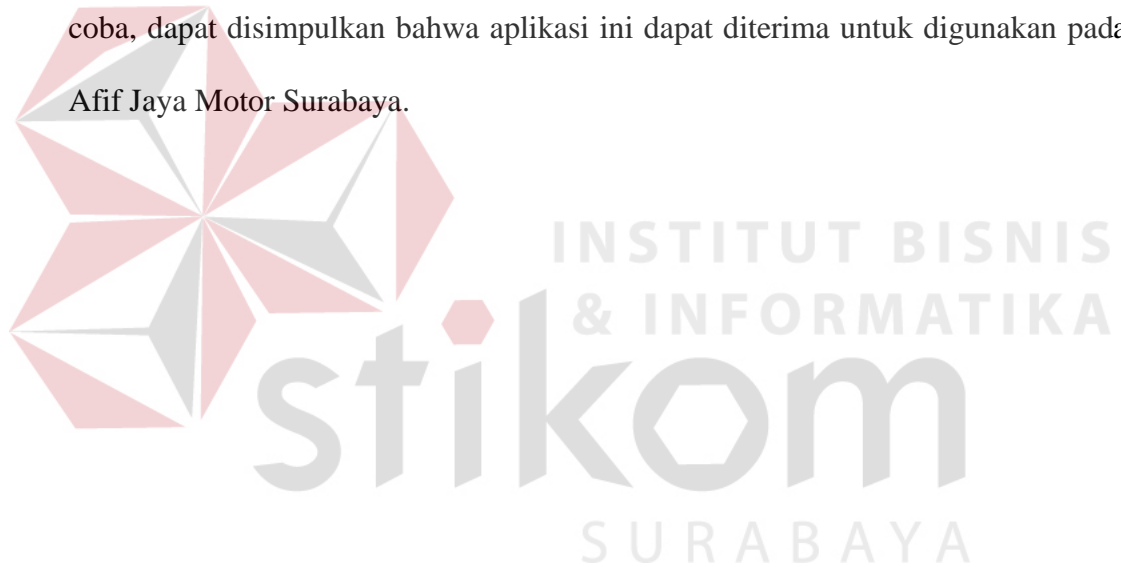 coba, dapat disimpulkan bahwa aplikasi ini dapat diterima untuk digunakan pada
Afif Jaya Motor Surabaya.
INSTITUT BISNIS
& INFORMATIKA
stikom
SURABAYA